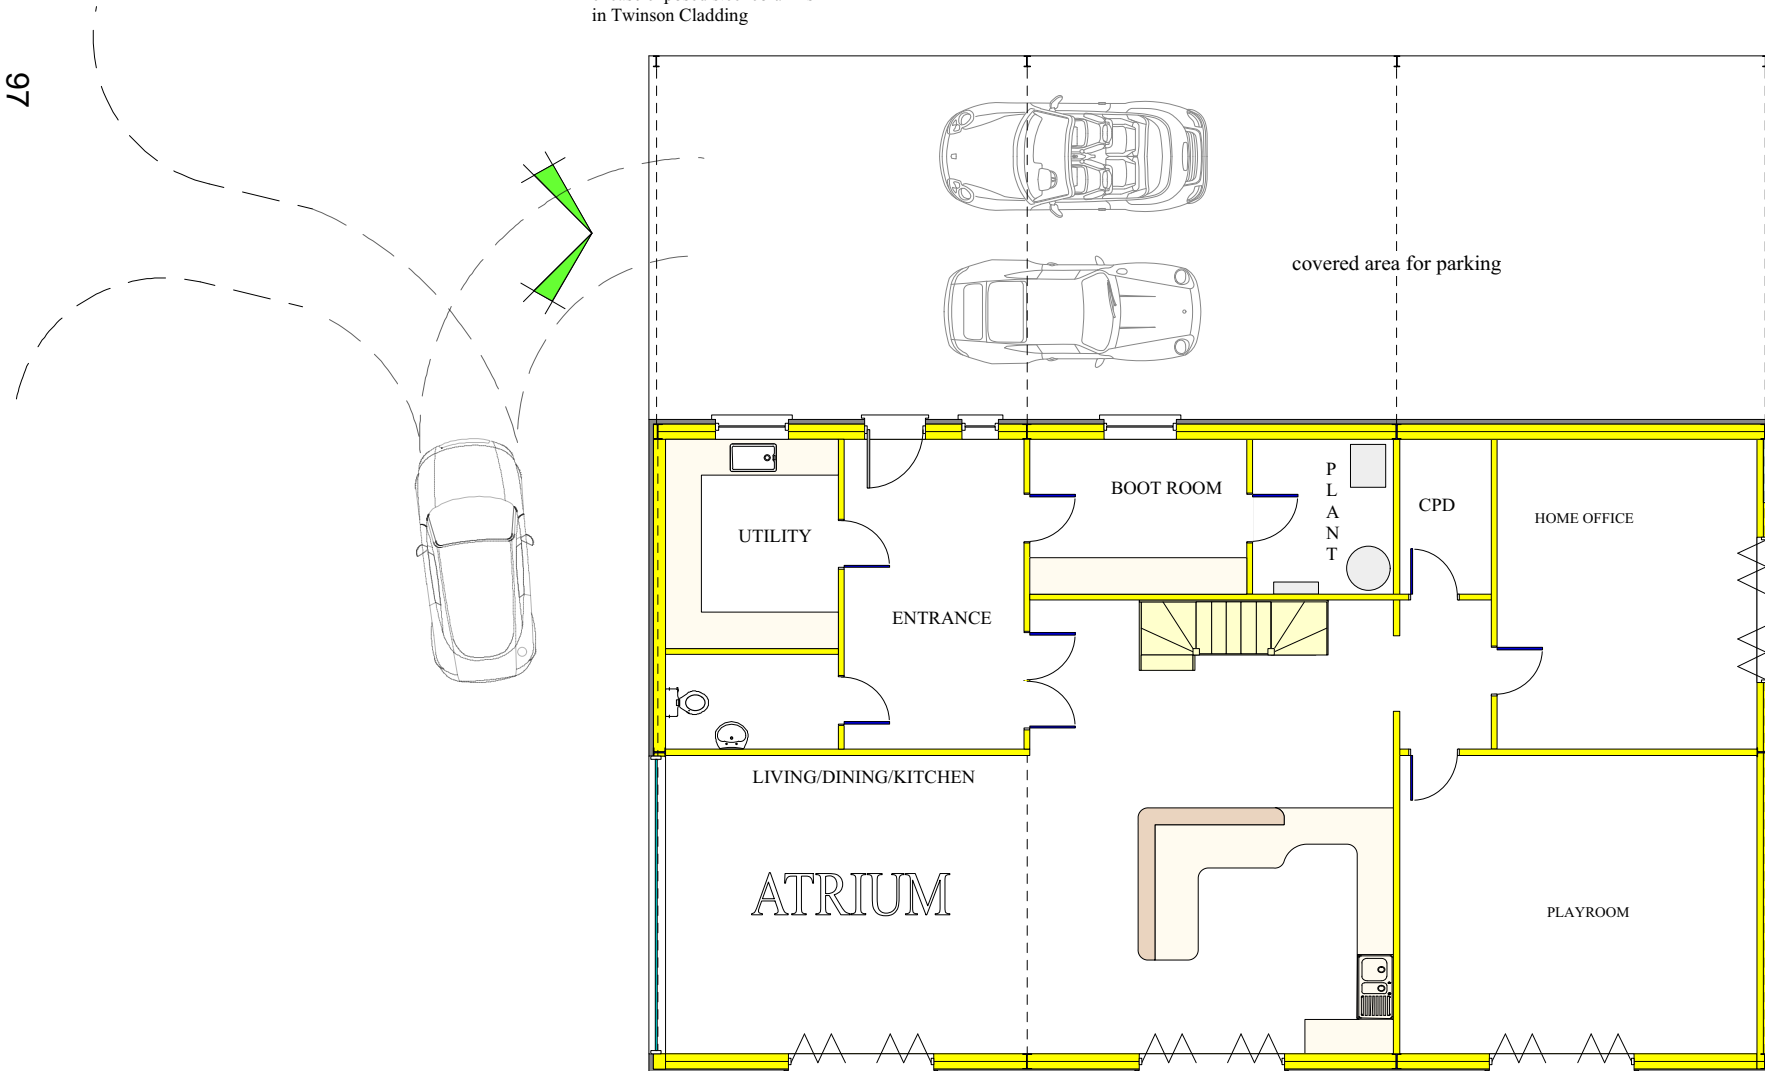 in Twinson Cladding
97
covered area for parking
BOOT ROOM
PLANT
CPD
HOME OFFICE
UTILITY
ENTRANCE
LIVING/DINING/KITCHEN
ATRIUM
PLAYROOM